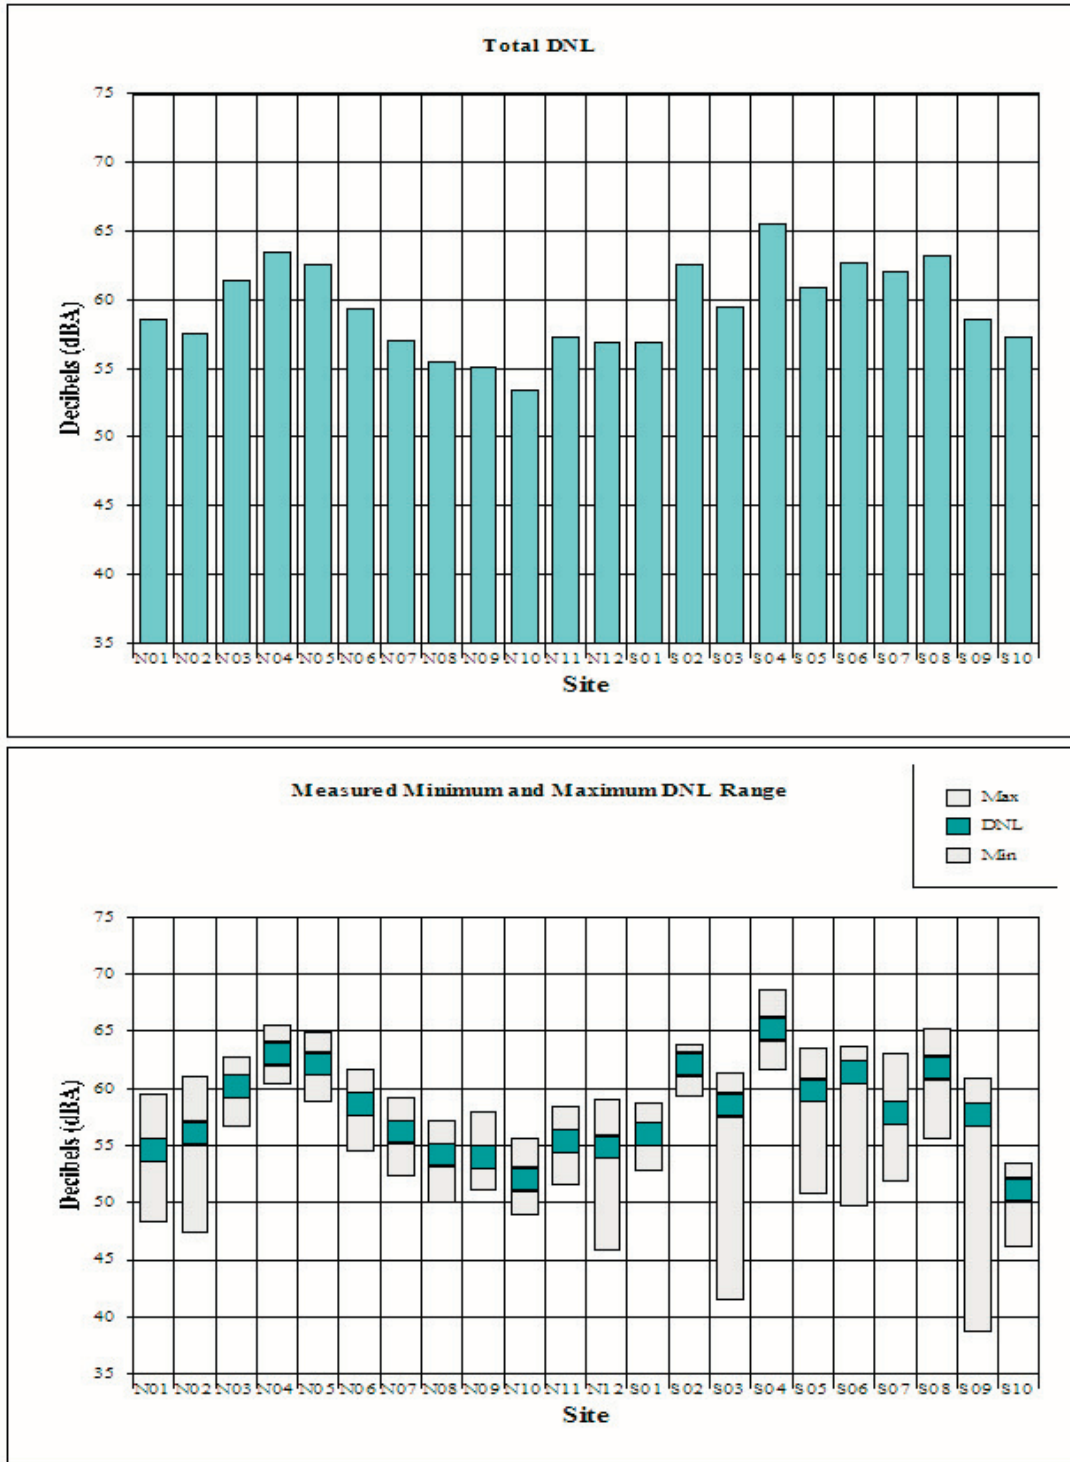 Total DNL
75
70
65
60
55
50
45
40
35
Decibels (dBA)
N01 N02 N03 N04 N05 N06 N07 N08 N09 N10 N11 N12 S01 S02 S03 S04 S05 S06 S07 S08 S09 S10
Site
Measured Minimum and Maximum DNL Range
Max
DNL
Min
75
70
65
60
55
50
45
40
35
Decibels (dBA)
N01 N02 N03 N04 N05 N06 N07 N08 N09 N10 N11 N12 S01 S02 S03 S04 S05 S06 S07 S08 S09 S10
Site